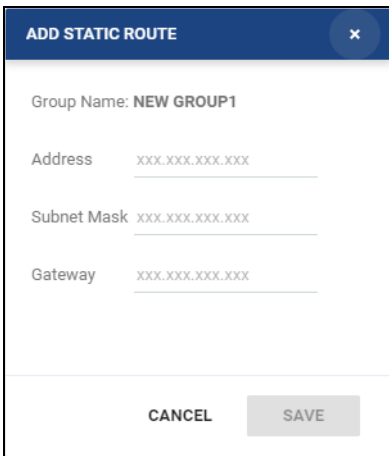 ADD STATIC ROUTE ×
Group Name: NEW GROUP1
Address xxx.xxx.xxx.xxx
Subnet Mask xxx.xxx.xxx.xxx
Gateway xxx.xxx.xxx.xxx
CANCEL SAVE